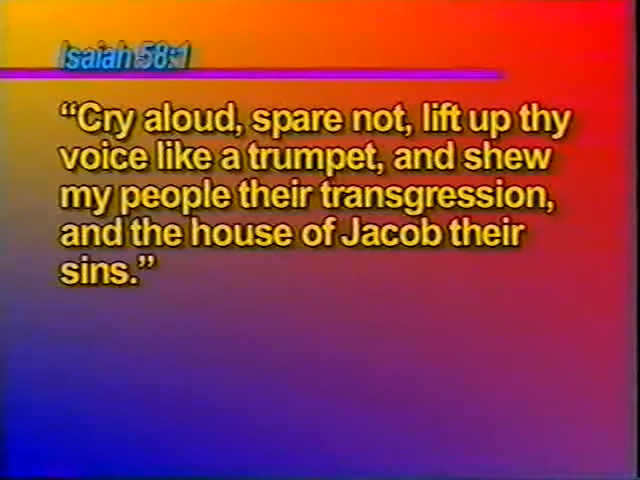 Isaiah 58:1
“Cry aloud, spare not, lift up thy
voice like a trumpet, and shew
my people their transgression,
and the house of Jacob their
sins.”